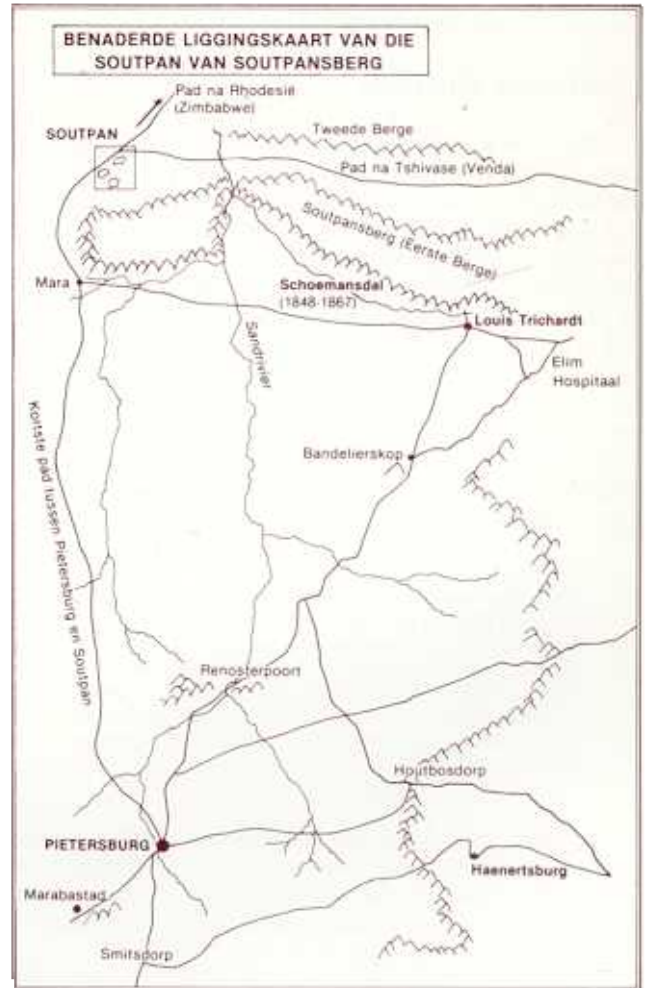 BENADERDE LIGGINGSKAART VAN DIE
SOUTPAN VAN SOUTPANSBERG
Pad na Rhodesië
(Zimbabwe)
SOUTPAN
Tweede Berge
Pad na Tshivase (Venda)
Soutpansberg (Eerste Berge)
Mara
Schoemansdal
(1848-1867)
Louis Trichardt
Sandrivier
Elim
Hospitaal
Bandelierskop
Kortste pad tussen Pietersburg en Soutpan
Renosterpoort
Houtbosdorp
PIETERSBURG
Haenertsburg
Marabastad
Smitsdorp